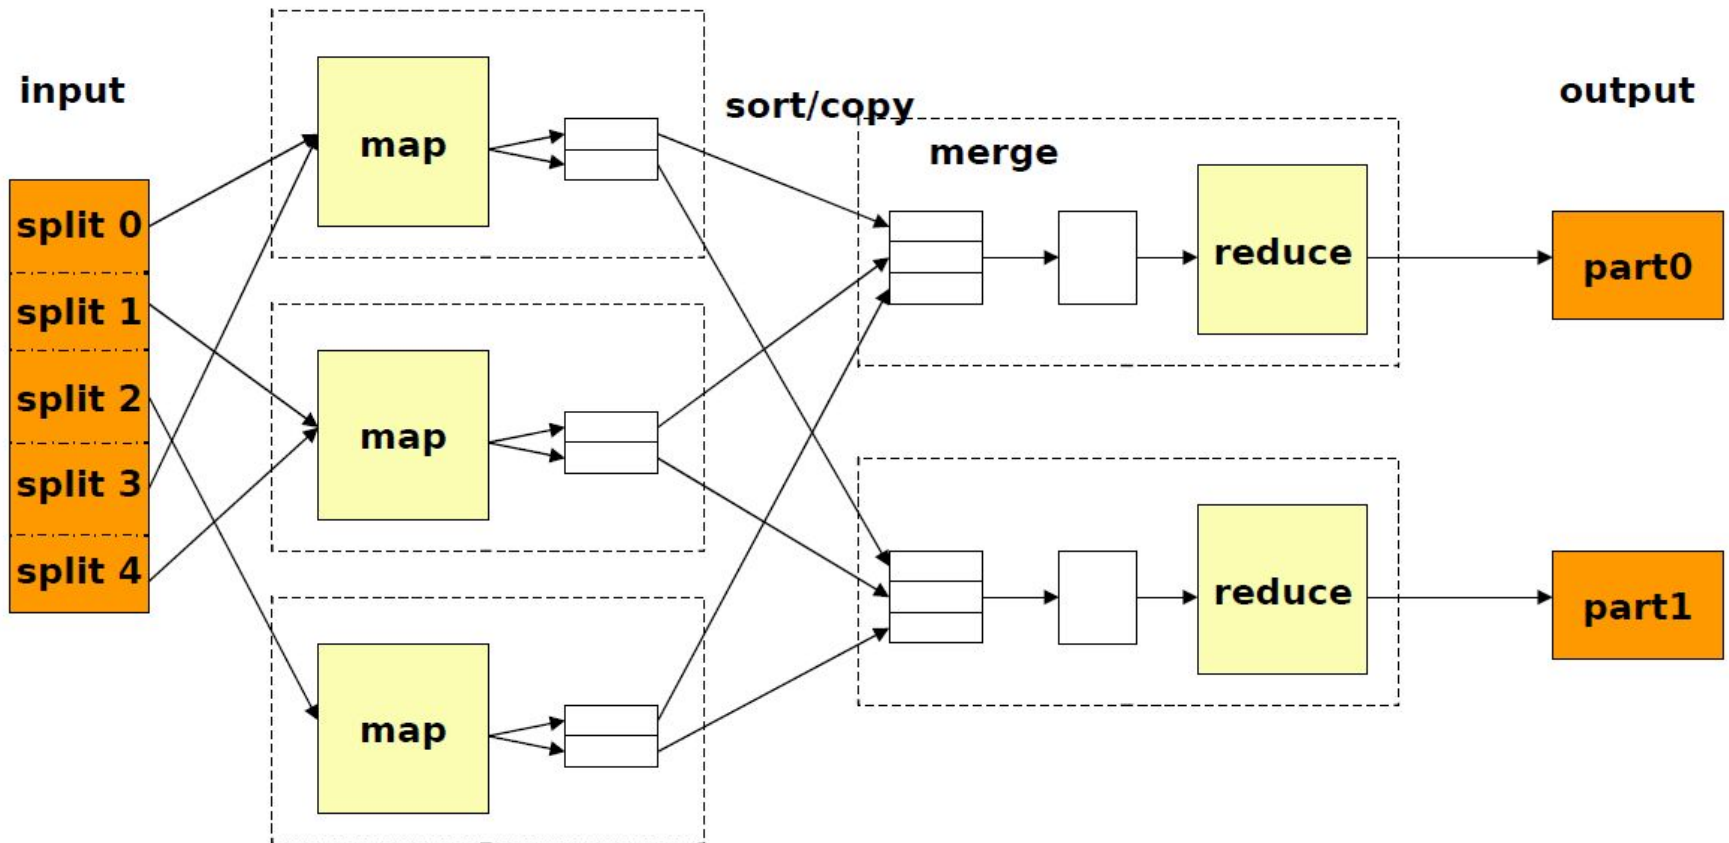 input
split 0
split 1
split 2
split 3
split 4
map
map
map
sort/copy
merge
reduce
reduce
output
part0
part1